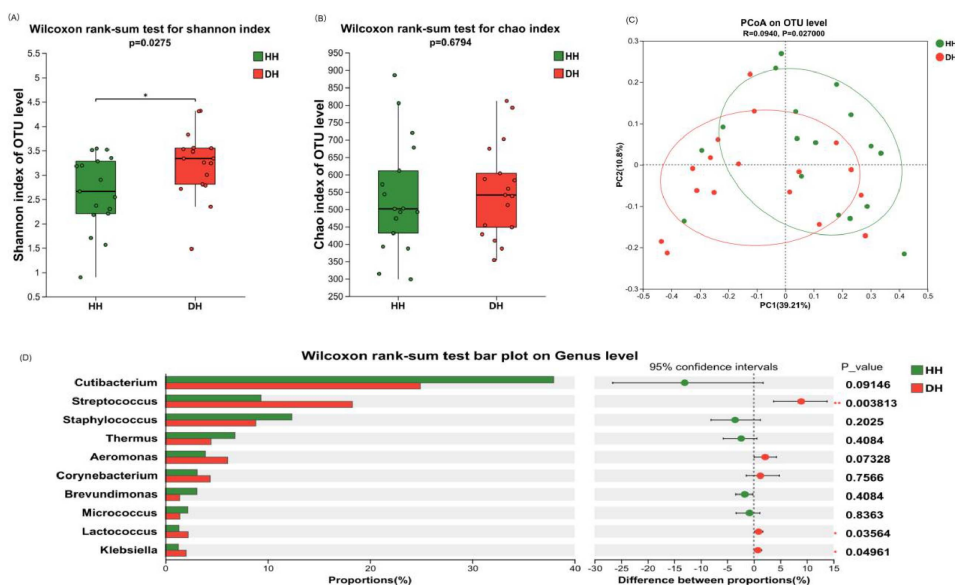 (A)
Wilcoxon rank-sum test for shannon index
p=0.0275
HH
DH
Shannon index of OTU level
5.5
5
4.5
4
3.5
3
2.5
2
1.5
1
0.5
*
HH
DH
(B)
Wilcoxon rank-sum test for chao index
p=0.6794
HH
DH
Chao index of OTU level
950
900
850
800
750
700
650
600
550
500
450
400
350
300
250
HH
DH
(C)
PCoA on OTU level
R=0.0940, P=0.027000
HH
DH
PC2(10.8%)
0.3
0.2
0.1
0
-0.1
-0.2
-0.3
-0.5 -0.4 -0.3 -0.2 -0.1 0 0.1 0.2 0.3 0.4 0.5
PC1(39.21%)
(D)
Wilcoxon rank-sum test bar plot on Genus level
95% confidence intervals
P_value
HH
DH
Cutibacterium 0.09146
Streptococcus ** 0.003813
Staphylococcus 0.2025
Thermus 0.4084
Aeromonas 0.07328
Corynebacterium 0.7566
Brevundimonas 0.4084
Micrococcus 0.8363
Lactococcus * 0.03564
Klebsiella * 0.04961
0 10 20 30 40 -30 -25 -20 -15 -10 -5 0 5 10 15
Proportions(%) Difference between proportions(%)